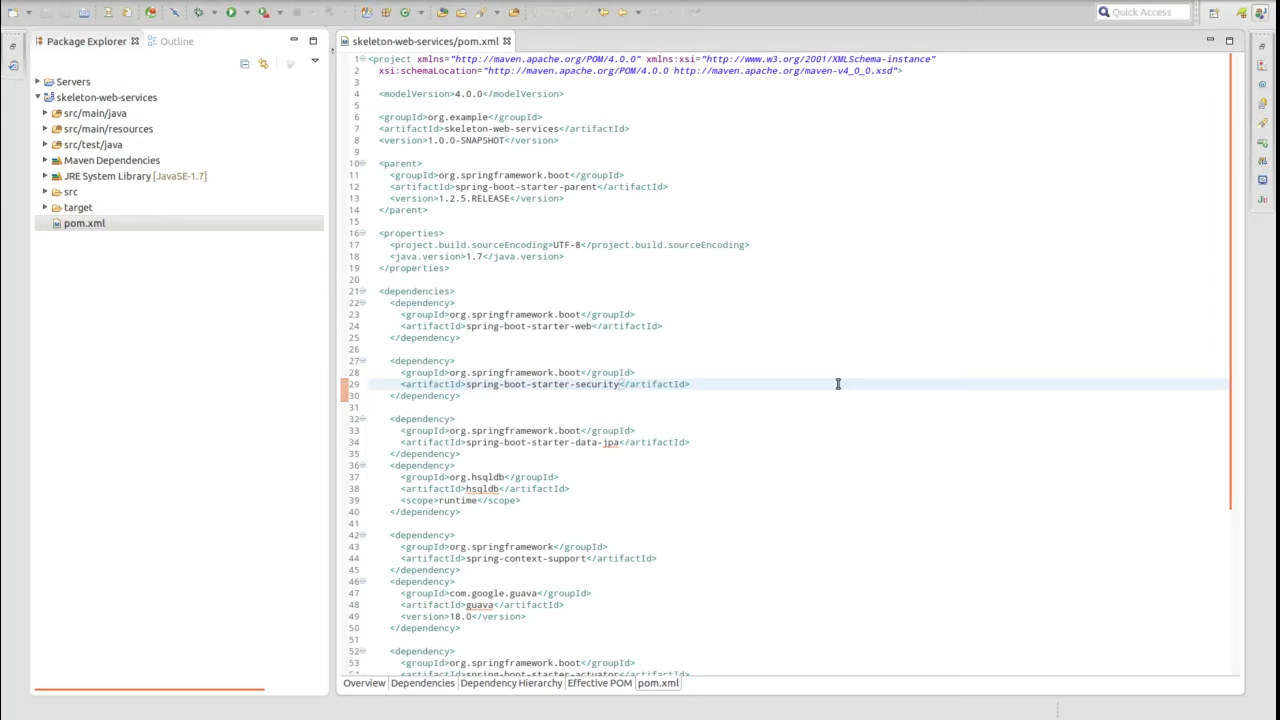 Quick Access
Package Explorer
Outline
Servers
skeleton-web-services
src/main/java
src/main/resources
src/test/java
Maven Dependencies
JRE System Library [JavaSE-1.7]
src
target
pom.xml
skeleton-web-services/pom.xml
1 <project xmlns="http://maven.apache.org/POM/4.0.0" xmlns:xsi="http://www.w3.org/2001/XMLSchema-instance"
2 xsi:schemaLocation="http://maven.apache.org/POM/4.0.0 http://maven.apache.org/maven-v4_0_0.xsd">
3
4 <modelVersion>4.0.0</modelVersion>
5
6 <groupId>org.example</groupId>
7 <artifactId>skeleton-web-services</artifactId>
8 <version>1.0.0-SNAPSHOT</version>
9
10 <parent>
11 <groupId>org.springframework.boot</groupId>
12 <artifactId>spring-boot-starter-parent</artifactId>
13 <version>1.2.5.RELEASE</version>
14 </parent>
15
16 <properties>
17 <project.build.sourceEncoding>UTF-8</project.build.sourceEncoding>
18 <java.version>1.7</java.version>
19 </properties>
20
21 <dependencies>
22 <dependency>
23 <groupId>org.springframework.boot</groupId>
24 <artifactId>spring-boot-starter-web</artifactId>
25 </dependency>
26
27 <dependency>
28 <groupId>org.springframework.boot</groupId>
29 <artifactId>spring-boot-starter-security</artifactId>
30 </dependency>
31
32 <dependency>
33 <groupId>org.springframework.boot</groupId>
34 <artifactId>spring-boot-starter-data-jpa</artifactId>
35 </dependency>
36 <dependency>
37 <groupId>org.hsqldb</groupId>
38 <artifactId>hsqldb</artifactId>
39 <scope>runtime</scope>
40 </dependency>
41
42 <dependency>
43 <groupId>org.springframework</groupId>
44 <artifactId>spring-context-support</artifactId>
45 </dependency>
46 <dependency>
47 <groupId>com.google.guava</groupId>
48 <artifactId>guava</artifactId>
49 <version>18.0</version>
50 </dependency>
51
52 <dependency>
53 <groupId>org.springframework.boot</groupId>
54 <artifactId>spring-boot-starter-actuator</artifactId>
Overview
Dependencies
Dependency Hierarchy
Effective POM
pom.xml